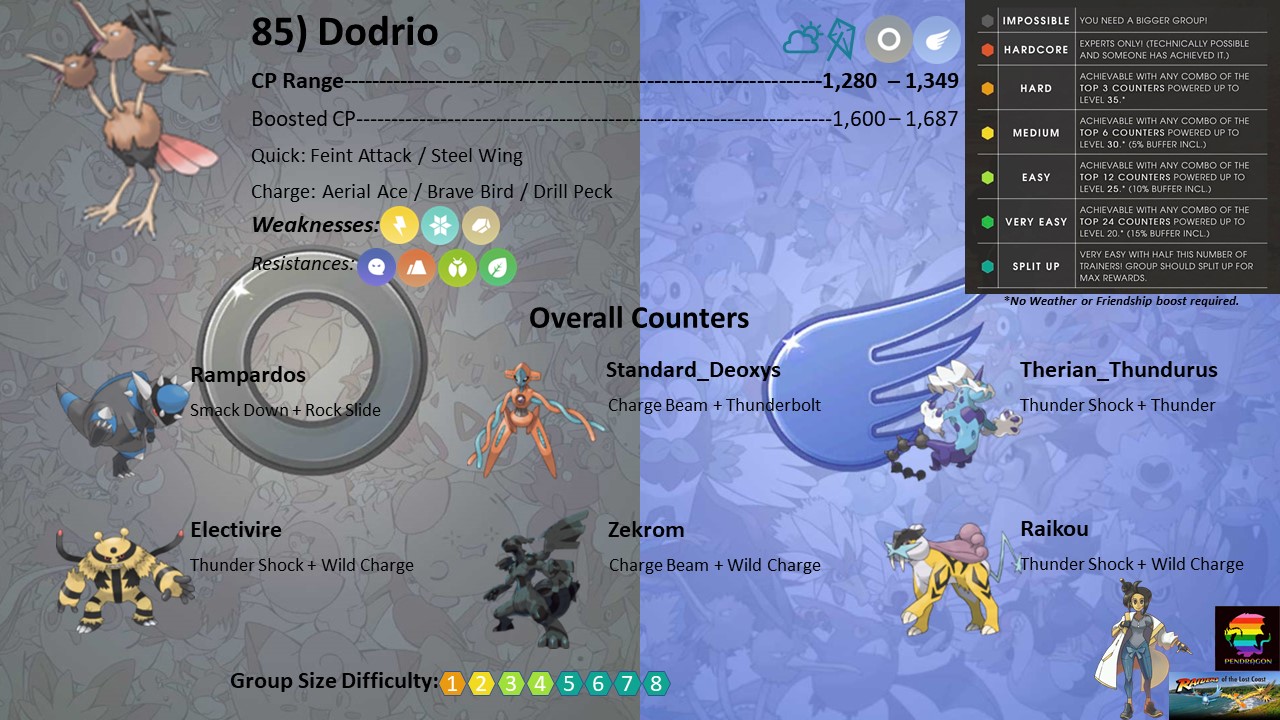 85) Dodrio
CP Range----------------------------------------------------------------------1,280 – 1,349
Boosted CP----------------------------------------------------------------------1,600 – 1,687
Quick: Feint Attack / Steel Wing
Charge: Aerial Ace / Brave Bird / Drill Peck
Weaknesses:
Resistances:
IMPOSSIBLE YOU NEED A BIGGER GROUP!
HARDCORE EXPERTS ONLY! (TECHNICALLY POSSIBLE
AND SOMEONE HAS ACHIEVED IT.)
HARD ACHIEVABLE WITH ANY COMBO OF THE
TOP 3 COUNTERS POWERED UP TO
LEVEL 35.*
MEDIUM ACHIEVABLE WITH ANY COMBO OF THE
TOP 6 COUNTERS POWERED UP TO
LEVEL 30.* (5% BUFFER INCL.)
EASY ACHIEVABLE WITH ANY COMBO OF THE
TOP 12 COUNTERS POWERED UP TO
LEVEL 25.* (10% BUFFER INCL.)
VERY EASY ACHIEVABLE WITH ANY COMBO OF THE
TOP 24 COUNTERS POWERED UP TO
LEVEL 20.* (15% BUFFER INCL.)
SPLIT UP VERY EASY WITH HALF THIS NUMBER OF
TRAINERS! GROUP SHOULD SPLIT UP FOR
MAX REWARDS.
*No Weather or Friendship boost required.
Overall Counters
Rampardos
Smack Down + Rock Slide
Standard_Deoxys
Charge Beam + Thunderbolt
Therian_Thundurus
Thunder Shock + Thunder
Electivire
Thunder Shock + Wild Charge
Zekrom
Charge Beam + Wild Charge
Raikou
Thunder Shock + Wild Charge
Group Size Difficulty: 1 2 3 4 5 6 7 8
PENDRAGON
RAIDERS of the Lost Coast